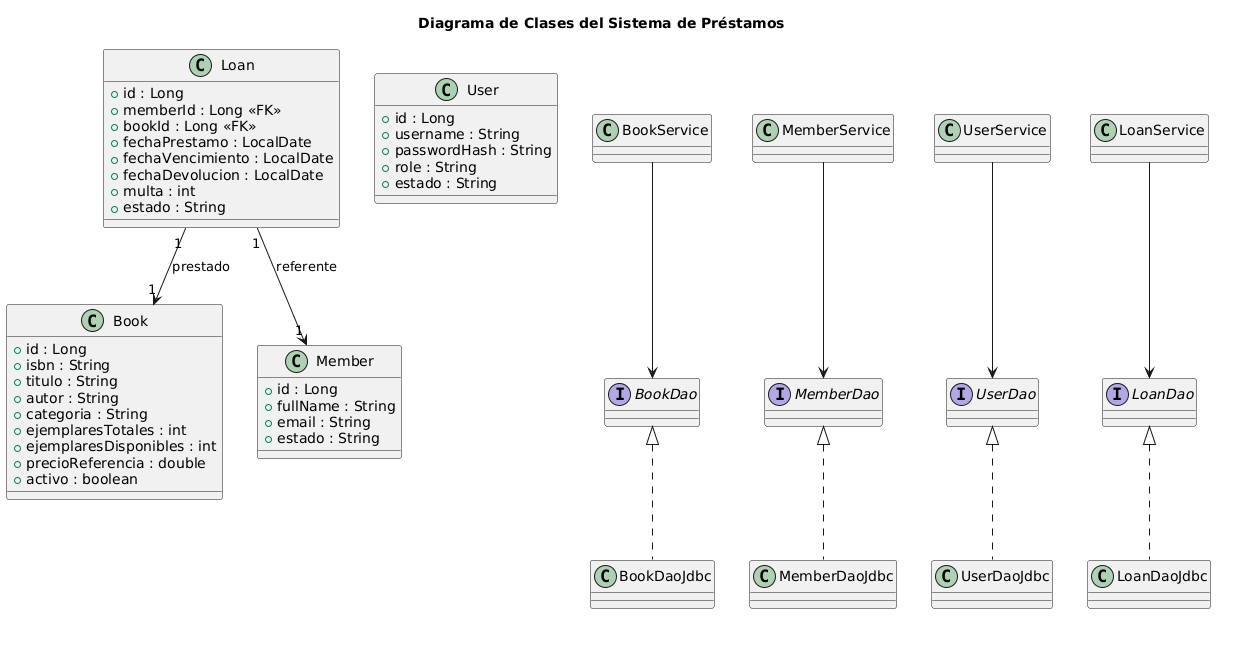 Diagrama de Clases del Sistema de Préstamos
C Loan
id : Long
memberId : Long «FK»
bookId : Long «FK»
fechaPrestamo : LocalDate
fechaVencimiento : LocalDate
fechaDevolucion : LocalDate
multa : int
estado : String
C User
id : Long
username : String
passwordHash : String
role : String
estado : String
C BookService
C MemberService
C UserService
C LoanService
1
prestado
1
1
referente
1
C Book
id : Long
isbn : String
titulo : String
autor : String
categoria : String
ejemplaresTotales : int
ejemplaresDisponibles : int
precioReferencia : double
activo : boolean
C Member
id : Long
fullName : String
email : String
estado : String
I BookDao
I MemberDao
I UserDao
I LoanDao
C BookDaoJdbc
C MemberDaoJdbc
C UserDaoJdbc
C LoanDaoJdbc